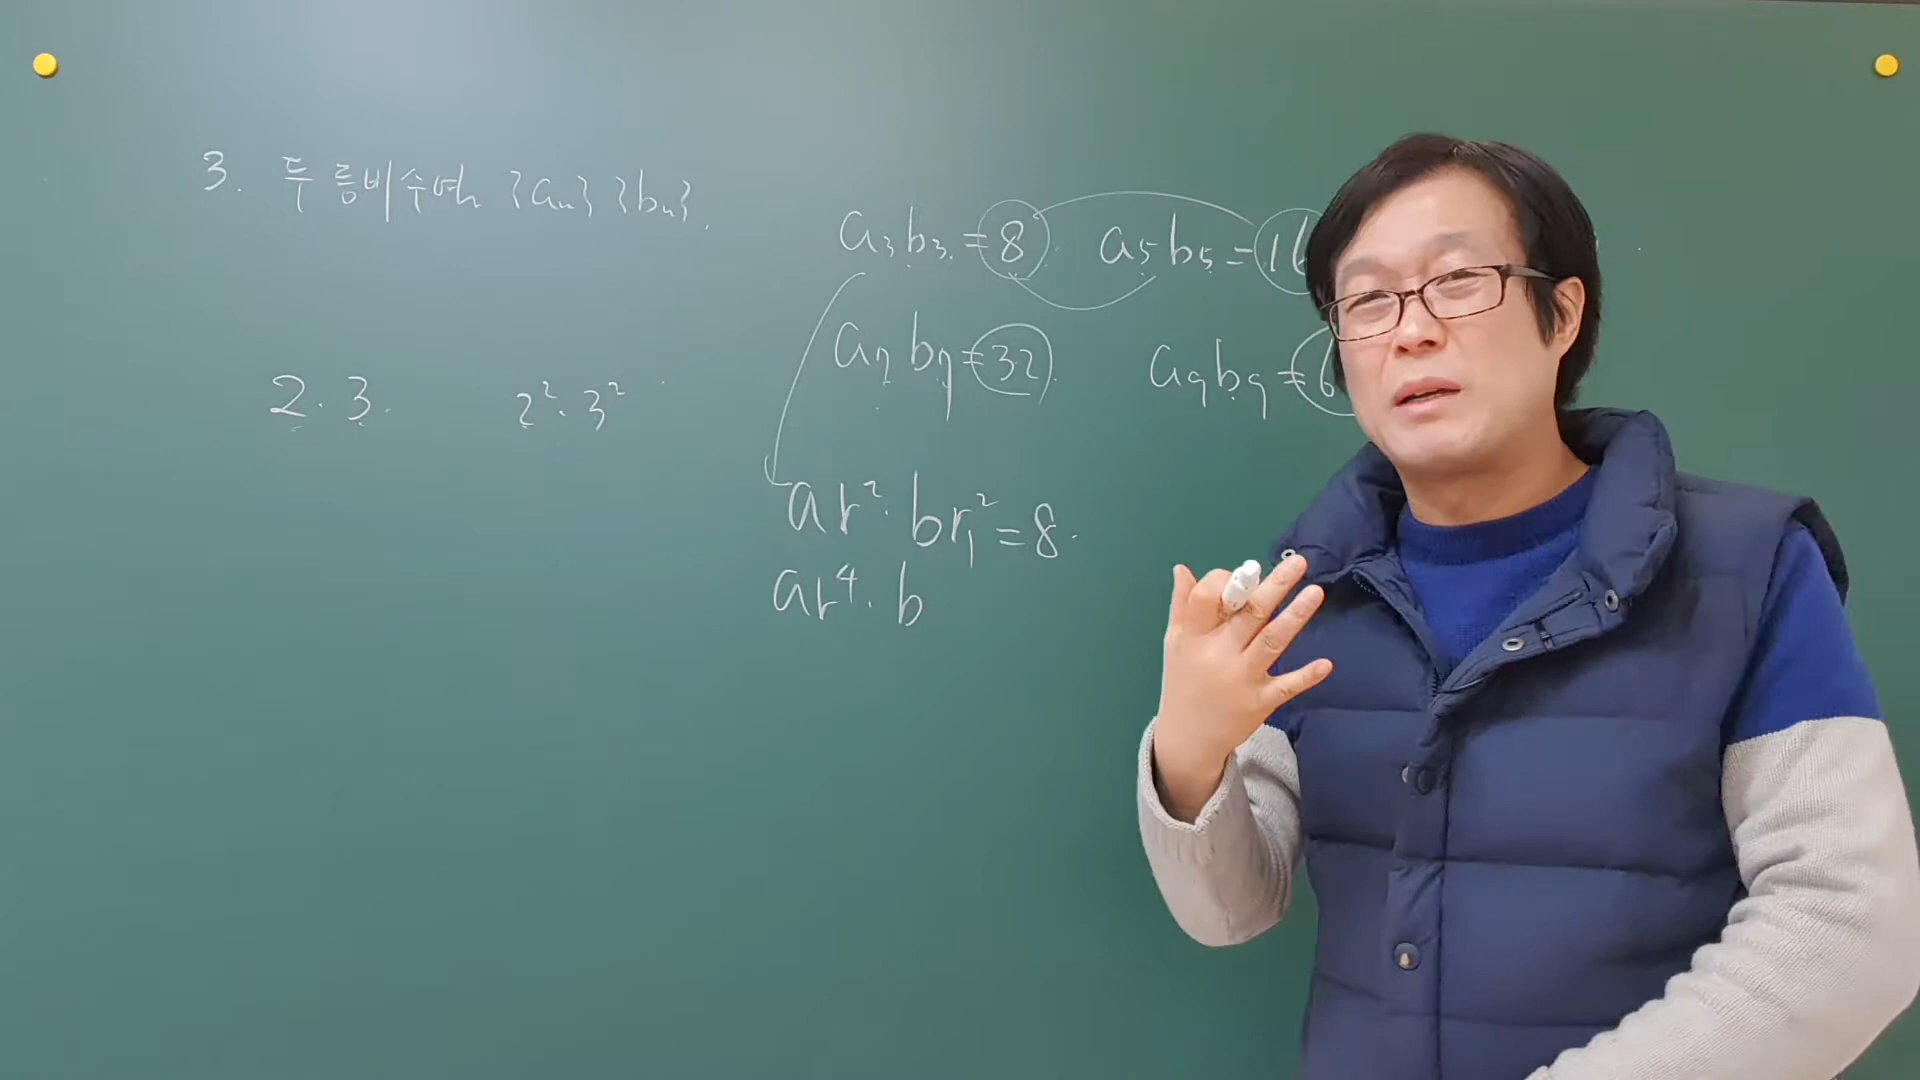 3. 두 등비수열 {aₙ} {bₙ}.
a₃b₃=8 a₅b₅=16
a₇b₇=32 a₉b₉=6
2·3. 2²·3²
ar²·br₁²=8.
ar⁴·b